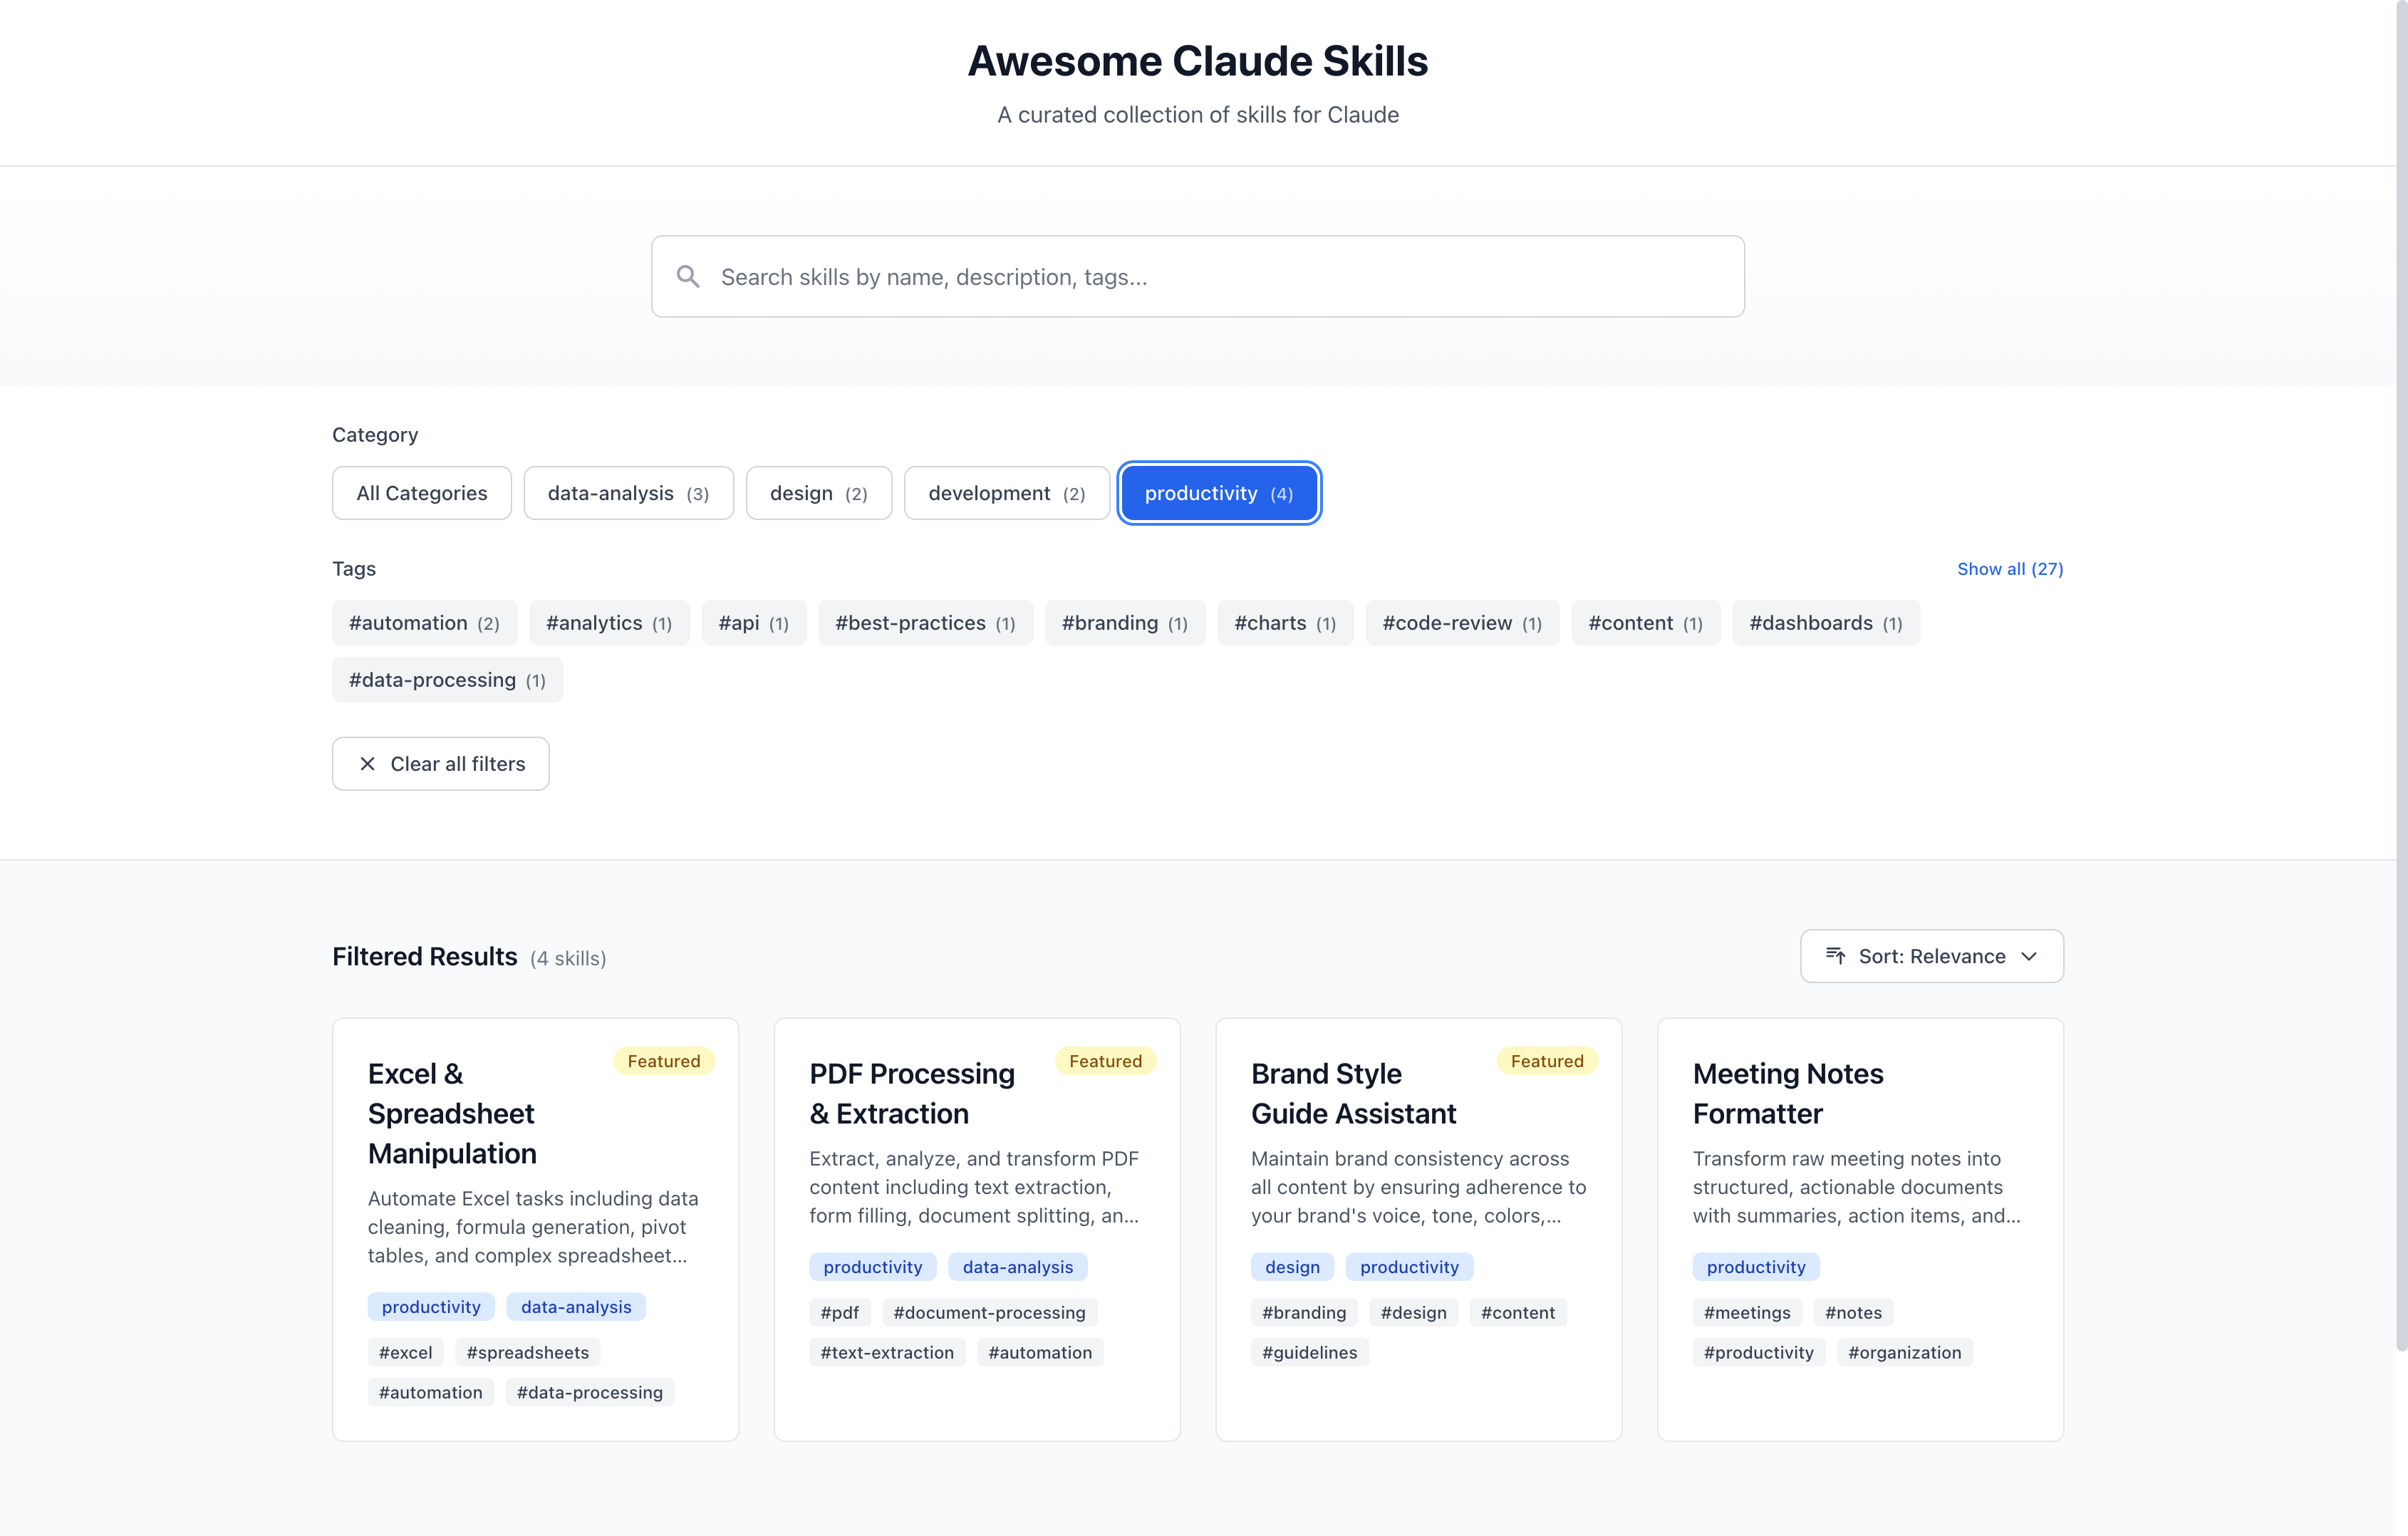 Awesome Claude Skills
A curated collection of skills for Claude
Search skills by name, description, tags...
Category
All Categories
data-analysis (3)
design (2)
development (2)
productivity (4)
Tags
Show all (27)
#automation (2)
#analytics (1)
#api (1)
#best-practices (1)
#branding (1)
#charts (1)
#code-review (1)
#content (1)
#dashboards (1)
#data-processing (1)
Clear all filters
Filtered Results (4 skills)
Sort: Relevance
Featured
Excel &
Spreadsheet
Manipulation
Automate Excel tasks including data
cleaning, formula generation, pivot
tables, and complex spreadsheet...
productivity data-analysis
#excel #spreadsheets
#automation #data-processing
Featured
PDF Processing
& Extraction
Extract, analyze, and transform PDF
content including text extraction,
form filling, document splitting, an...
productivity data-analysis
#pdf #document-processing
#text-extraction #automation
Featured
Brand Style
Guide Assistant
Maintain brand consistency across
all content by ensuring adherence to
your brand's voice, tone, colors,...
design productivity
#branding #design #content
#guidelines
Meeting Notes
Formatter
Transform raw meeting notes into
structured, actionable documents
with summaries, action items, and...
productivity
#meetings #notes
#productivity #organization